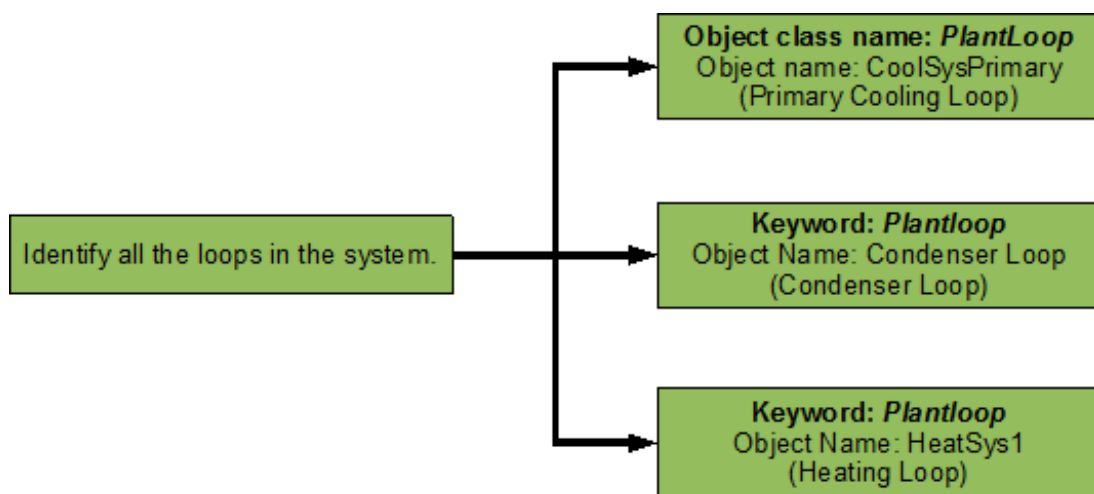 Object class name: PlantLoop
Object name: CoolSysPrimary
(Primary Cooling Loop)
Identify all the loops in the system.
Keyword: Plantloop
Object Name: Condenser Loop
(Condenser Loop)
Keyword: Plantloop
Object Name: HeatSys1
(Heating Loop)